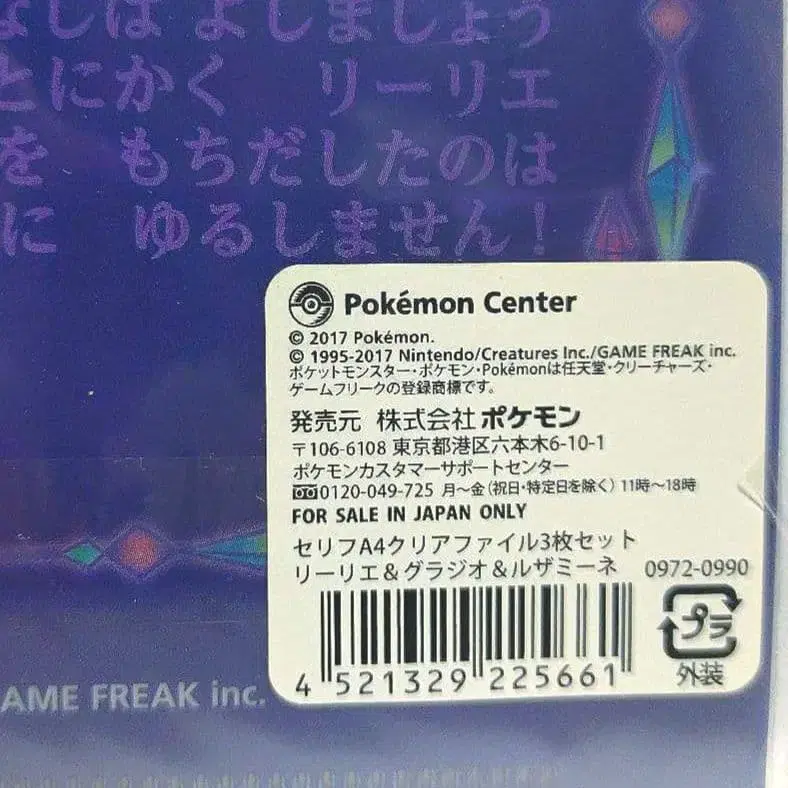 なしは よしましょう
とにかく リーリエ
を もちだしたのは
に ゆるしません!
Pokémon Center
© 2017 Pokémon.
© 1995-2017 Nintendo/Creatures Inc./GAME FREAK inc.
ポケットモンスター・ポケモン・Pokémonは任天堂・クリーチャーズ・
ゲームフリークの登録商標です。
発売元 株式会社ポケモン
〒106-6108 東京都港区六本木6-10-1
ポケモンカスタマーサポートセンター
0120-049-725 月～金(祝日・特定日を除く)11時～18時
FOR SALE IN JAPAN ONLY
セリフA4クリアファイル3枚セット
リーリエ&グラジオ&ルザミーネ 0972-0990
プラ
外装
4 521329 225661
AME FREAK inc.